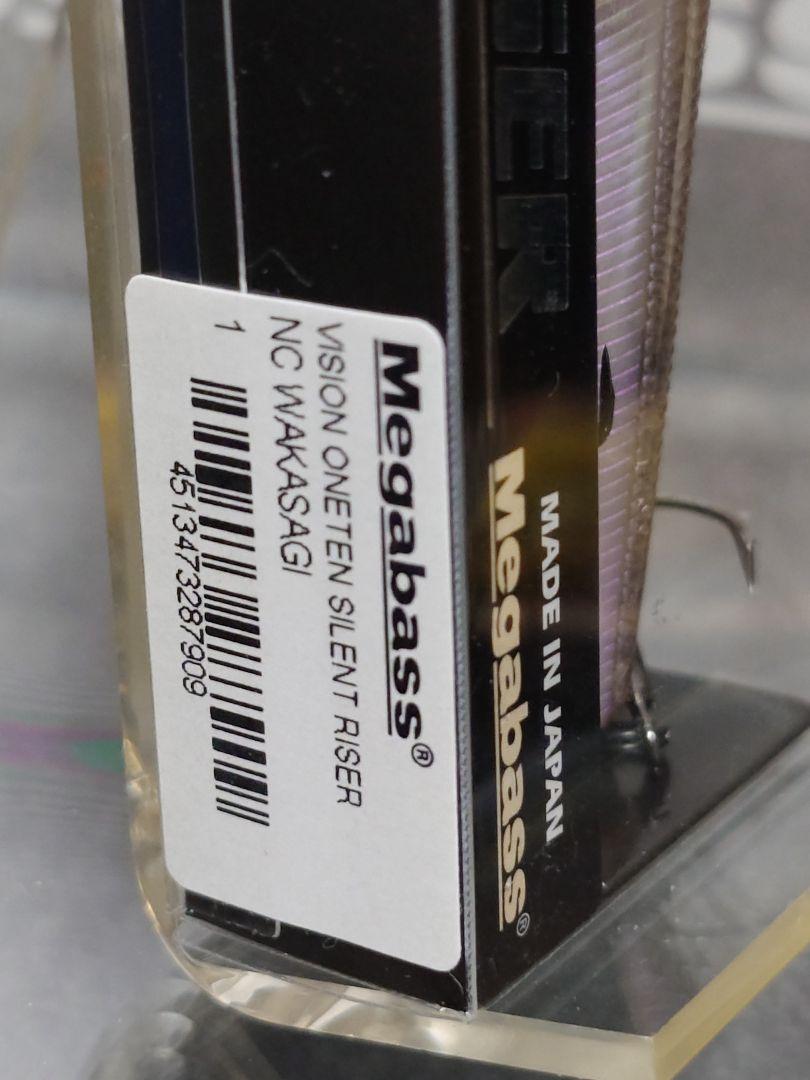 Megabass®
VISION ONETEN SILENT RISER
NC WAKASAGI
1
4513473287909
MADE IN JAPAN
Megabass®